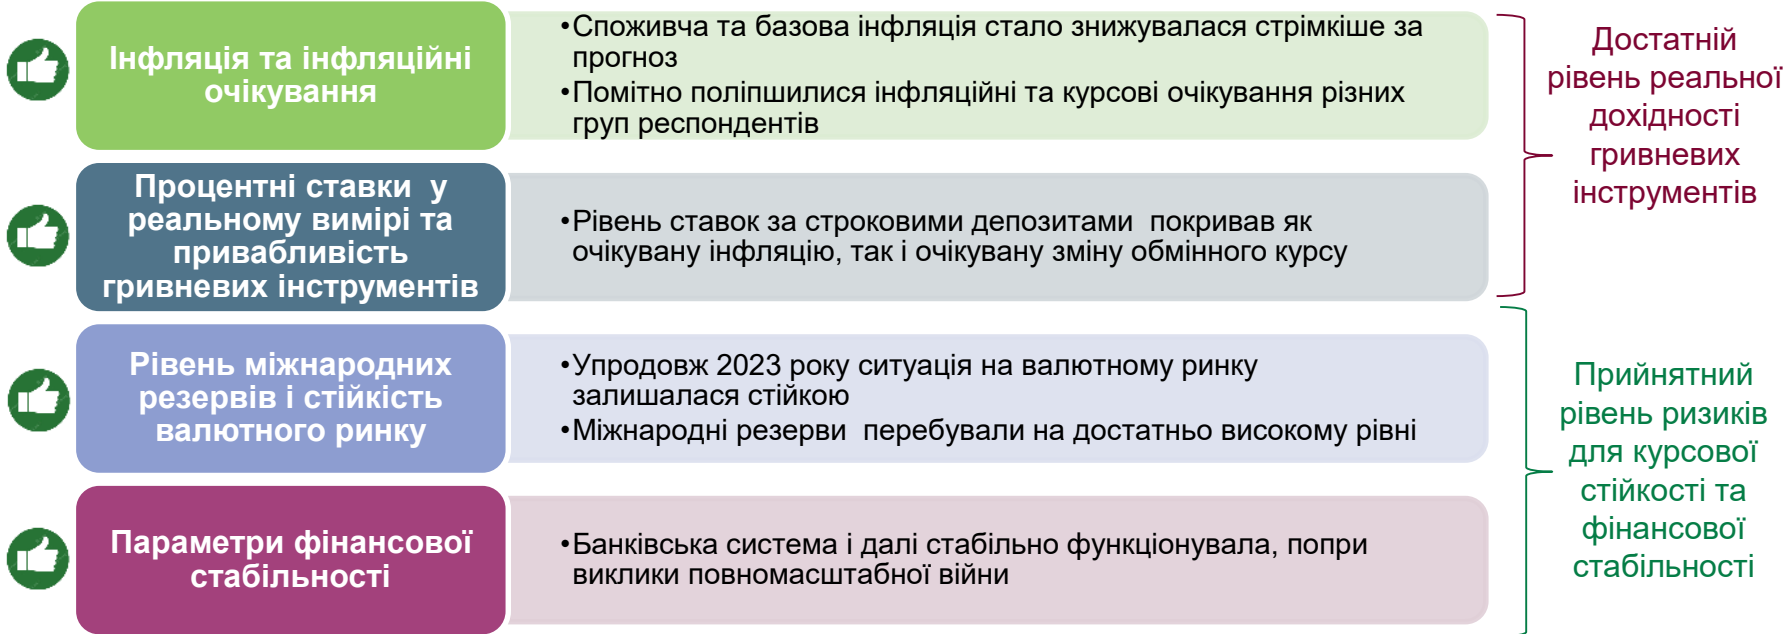 Інфляція та інфляційні
очікування
•Споживча та базова інфляція стало знижувалася стрімкіше за
прогноз
•Помітно поліпшилися інфляційні та курсові очікування різних
груп респондентів
Процентні ставки у
реальному вимірі та
привабливість
гривневих інструментів
•Рівень ставок за строковими депозитами покривав як
очікувану інфляцію, так і очікувану зміну обмінного курсу
Достатній
рівень реальної
дохідності
гривневих
інструментів
Рівень міжнародних
резервів і стійкість
валютного ринку
•Упродовж 2023 року ситуація на валютному ринку
залишалася стійкою
•Міжнародні резерви перебували на достатньо високому рівні
Параметри фінансової
стабільності
•Банківська система і далі стабільно функціонувала, попри
виклики повномасштабної війни
Прийнятний
рівень ризиків
для курсової
стійкості та
фінансової
стабільності